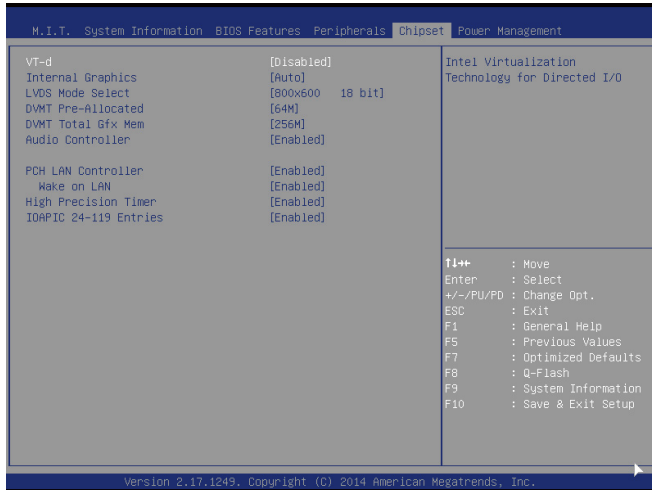 M.I.T. System Information BIOS Features Peripherals Chipset Power Management
VT-d [Disabled]
Internal Graphics [Auto]
LVDS Mode Select [800x600 18 bit]
DVMT Pre-Allocated [64M]
DVMT Total Gfx Mem [256M]
Audio Controller [Enabled]
PCH LAN Controller [Enabled]
Wake on LAN [Enabled]
High Precision Timer [Enabled]
IOAPIC 24-119 Entries [Enabled]
Intel Virtualization
Technology for Directed I/O
↑↓→← : Move
Enter : Select
+/-/PU/PD : Change Opt.
ESC : Exit
F1 : General Help
F5 : Previous Values
F7 : Optimized Defaults
F8 : Q-Flash
F9 : System Information
F10 : Save & Exit Setup
Version 2.17.1249. Copyright (C) 2014 American Megatrends, Inc.